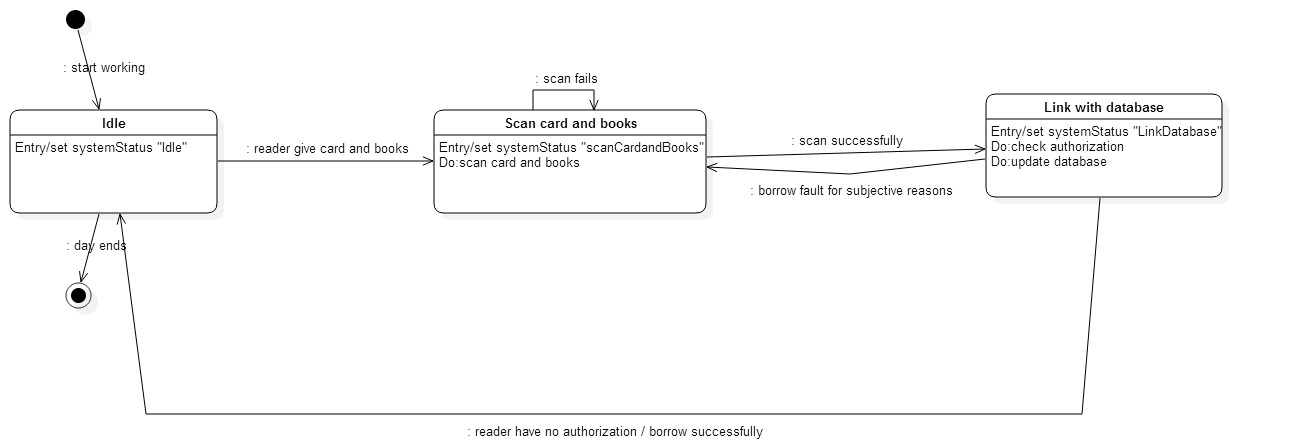 : start working
Idle
Entry/set systemStatus "Idle"
: day ends
: reader give card and books
: scan fails
Scan card and books
Entry/set systemStatus "scanCardandBooks"
Do:scan card and books
: scan successfully
: borrow fault for subjective reasons
Link with database
Entry/set systemStatus "LinkDatabase"
Do:check authorization
Do:update database
: reader have no authorization / borrow successfully